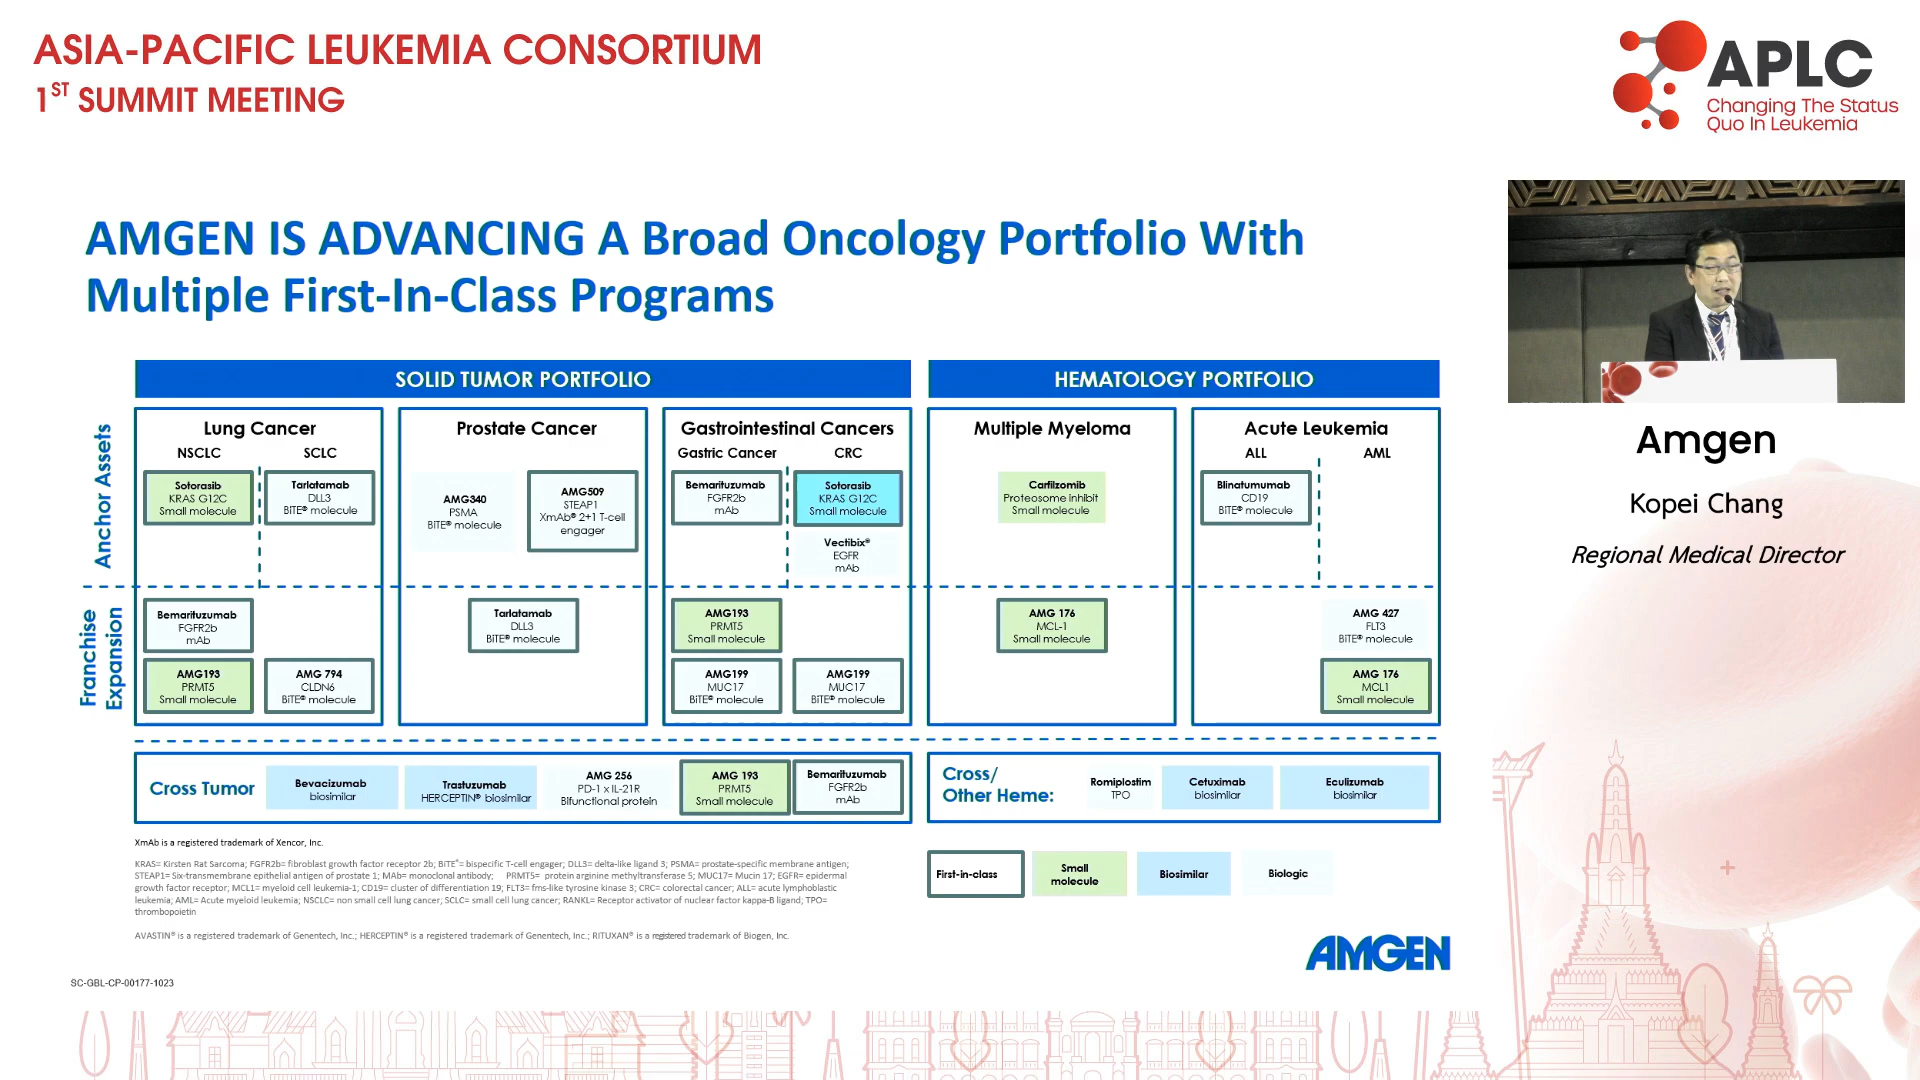 ASIA-PACIFIC LEUKEMIA CONSORTIUM
1ST SUMMIT MEETING
APLC
Changing The Status
Quo In Leukemia
AMGEN IS ADVANCING A Broad Oncology Portfolio With
Multiple First-In-Class Programs
SOLID TUMOR PORTFOLIO
HEMATOLOGY PORTFOLIO
Anchor Assets
Lung Cancer
NSCLC
SCLC
Sotorasib
KRAS G12C
Small molecule
Tarlatamab
DLL3
BiTE® molecule
Prostate Cancer
AMG340
PSMA
BiTE® molecule
AMG509
STEAP1
XmAb® 2+1 T-cell
engager
Gastrointestinal Cancers
Gastric Cancer
CRC
Bemarituzumab
FGFR2b
mAb
Sotorasib
KRAS G12C
Small molecule
Vectibix®
EGFR
mAb
Multiple Myeloma
Carfilzomib
Proteosome inhibit
Small molecule
Acute Leukemia
ALL
AML
Blinatumumab
CD19
BiTE® molecule
Franchise
Expansion
Bemarituzumab
FGFR2b
mAb
AMG193
PRMT5
Small molecule
AMG 794
CLDN6
BiTE® molecule
Tarlatamab
DLL3
BiTE® molecule
AMG193
PRMT5
Small molecule
AMG199
MUC17
BiTE® molecule
AMG199
MUC17
BiTE® molecule
AMG 176
MCL-1
Small molecule
AMG 427
FLT3
BiTE® molecule
AMG 176
MCL1
Small molecule
Cross Tumor
Bevacizumab
biosimilar
Trastuzumab
HERCEPTIN® biosimilar
AMG 256
PD-1 x IL-21R
Bifunctional protein
AMG 193
PRMT5
Small molecule
Bemarituzumab
FGFR2b
mAb
Cross/
Other Heme:
Romiplostim
TPO
Cetuximab
biosimilar
Eculizumab
biosimilar
XmAb is a registered trademark of Xencor, Inc.
KRAS= Kirsten Rat Sarcoma; FGFR2b= fibroblast growth factor receptor 2b; BiTE®= bispecific T-cell engager; DLL3= delta-like ligand 3; PSMA= prostate-specific membrane antigen;
STEAP1= Six-transmembrane epithelial antigen of prostate 1; MAb= monoclonal antibody; PRMT5= protein arginine methyltransferase 5; MUC17= Mucin 17; EGFR= epidermal
growth factor receptor; MCL1= myeloid cell leukemia-1; CD19= cluster of differentiation 19; FLT3= fms-like tyrosine kinase 3; CRC= colorectal cancer; ALL= acute lymphoblastic
leukemia; AML= Acute myeloid leukemia; NSCLC= non small cell lung cancer; SCLC= small cell lung cancer; RANKL= Receptor activator of nuclear factor kappa-B ligand; TPO=
thrombopoietin
AVASTIN® is a registered trademark of Genentech, Inc.; HERCEPTIN® is a registered trademark of Genentech, Inc.; RITUXAN® is a registered trademark of Biogen, Inc.
First-in-class
Small
molecule
Biosimilar
Biologic
AMGEN
SC-GBL-CP-00177-1023
Amgen
Kopei Chang
Regional Medical Director